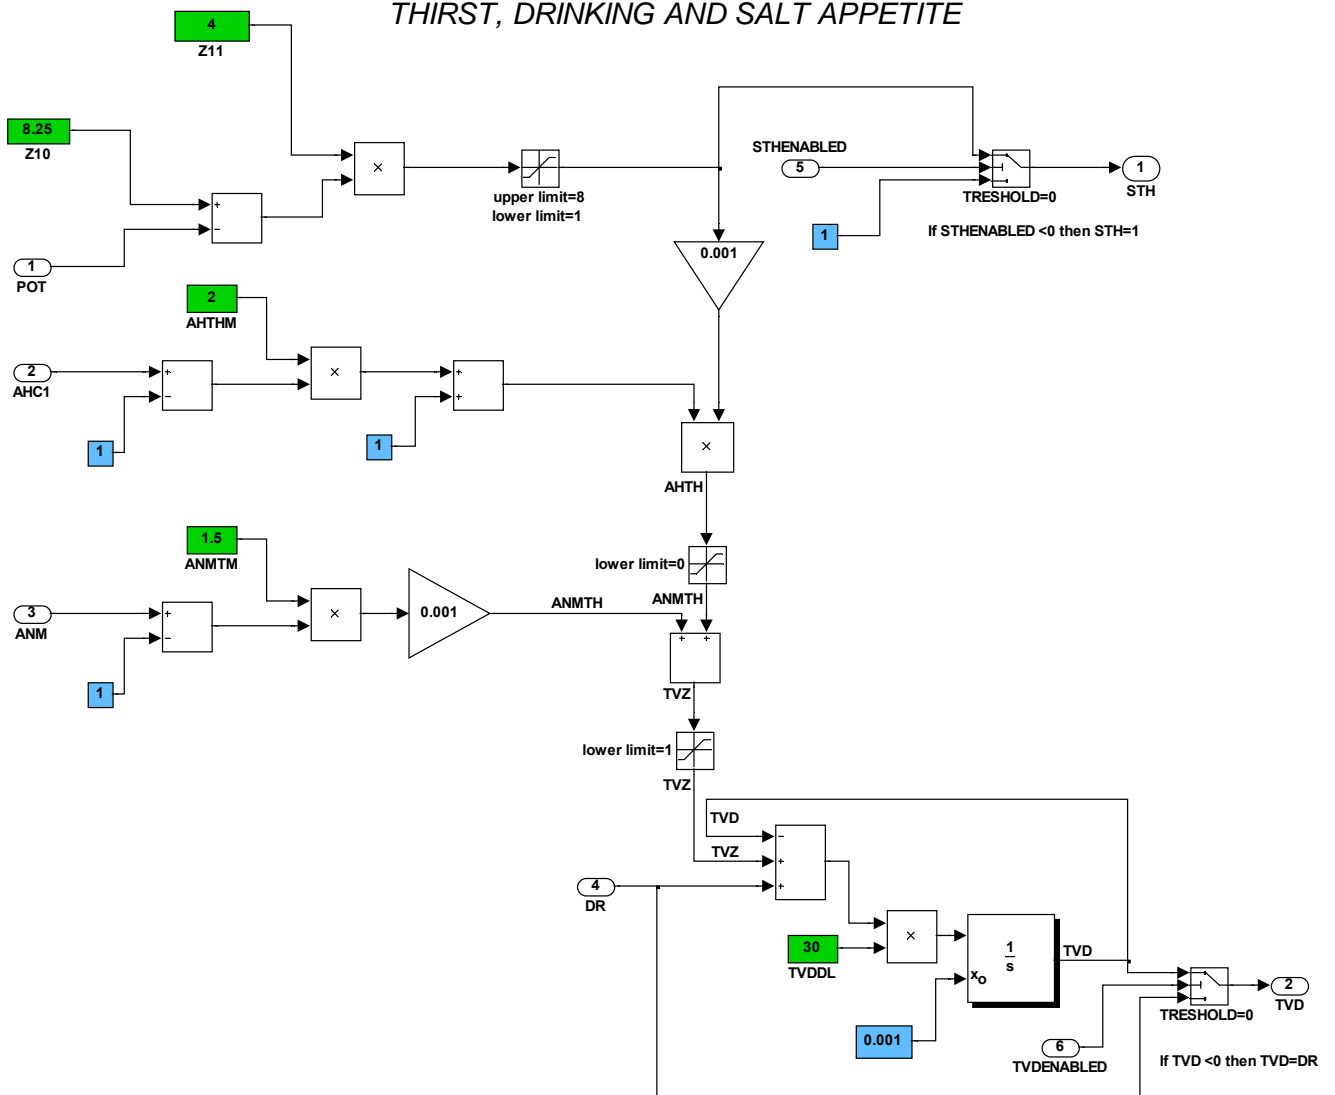 THIRST, DRINKING AND SALT APPETITE
4
Z11
8.25
Z10
×
upper limit=8
lower limit=1
STHENABLED
5
TRESHOLD=0
1
STH
+
−
1
If STHENABLED <0 then STH=1
0.001
1
POT
2
AHTHM
2
AHC1
+
−
×
+
+
1
1
×
AHTH
1.5
ANMTM
lower limit=0
ANMTH
3
ANM
+
−
×
0.001
ANMTH
+ +
1
TVZ
lower limit=1
TVZ
TVD
−
TVZ
+
4
DR
+
30
TVDDL
×
1
s
xo
TVD
2
TVD
TRESHOLD=0
0.001
6
TVDENABLED
If TVD <0 then TVD=DR